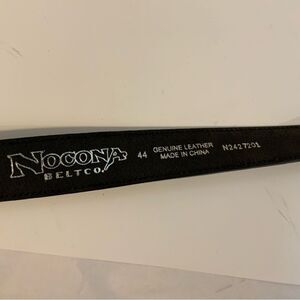 NOCONA
BELT CO.
44
GENUINE LEATHER
MADE IN CHINA
N2427201